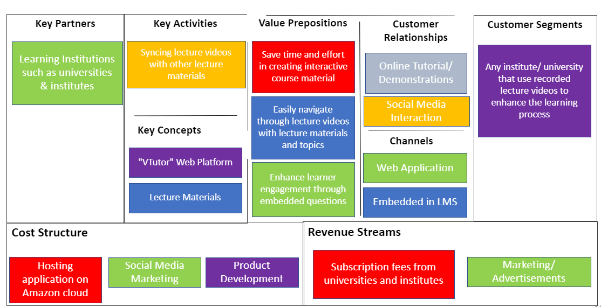 Key Partners
Learning Institutions
such as universities
& institutes
Key Activities
Syncing lecture videos
with other lecture
materials
Key Concepts
"VTutor" Web Platform
Lecture Materials
Value Prepositions
Save time and effort
in creating interactive
course material
Easily navigate
through lecture videos
with lecture materials
and topics
Enhance learner
engagement through
embedded questions
Customer
Relationships
Online Tutorial/
Demonstrations
Social Media
Interaction
Channels
Web Application
Embedded in LMS
Customer Segments
Any institute/ university
that use recorded
lecture videos to
enhance the learning
process
Cost Structure
Hosting
application on
Amazon cloud
Social Media
Marketing
Product
Development
Revenue Streams
Subscription fees from
universities and institutes
Marketing/
Advertisements